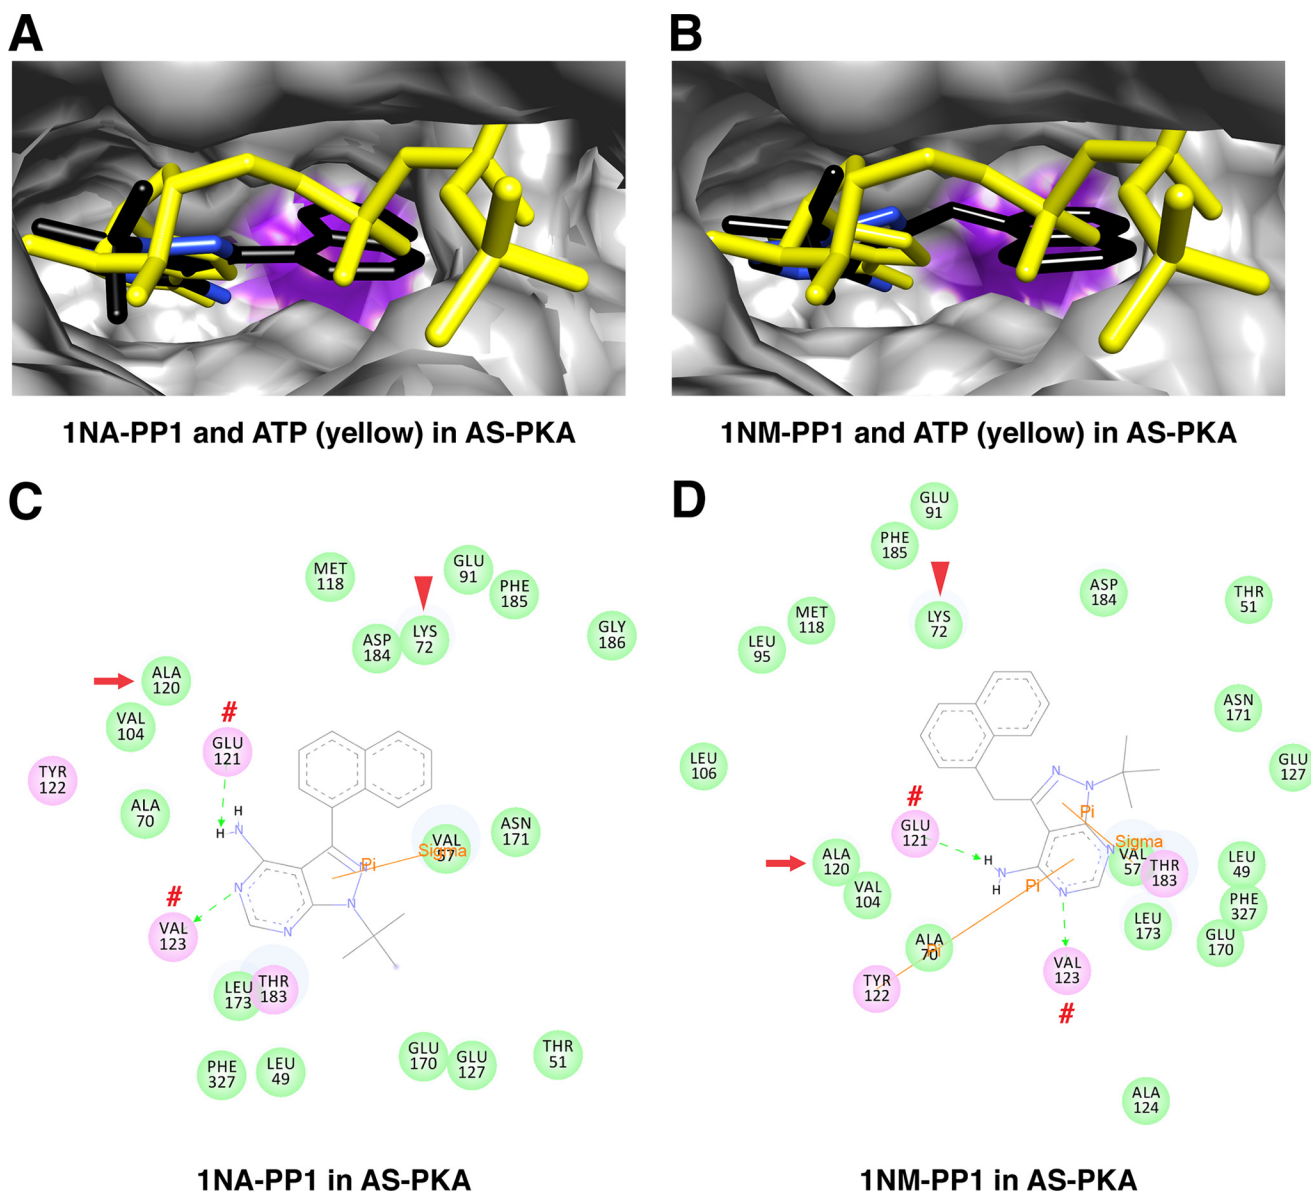 A
B
1NA-PP1 and ATP (yellow) in AS-PKA
1NM-PP1 and ATP (yellow) in AS-PKA
C
MET
118
GLU
91
PHE
185
LYS
72
ASP
184
GLY
186
ALA
120
VAL
104
#
GLU
121
TYR
122
ALA
70
H
H
N
VAL
57
Pi
Sigma
ASN
171
N
N
N
N
#
VAL
123
LEU
173
THR
183
PHE
327
LEU
49
GLU
170
GLU
127
THR
51
1NA-PP1 in AS-PKA
D
GLU
91
PHE
185
LYS
72
ASP
184
THR
51
MET
118
LEU
95
ASN
171
LEU
106
GLU
127
N
N
#
GLU
121
Pi
Sigma
ALA
120
VAL
104
H
N
H
N
N
Pi
VAL
57
THR
183
LEU
49
PHE
327
GLU
170
LEU
173
ALA
70
Pi
TYR
122
VAL
123
#
ALA
124
1NM-PP1 in AS-PKA